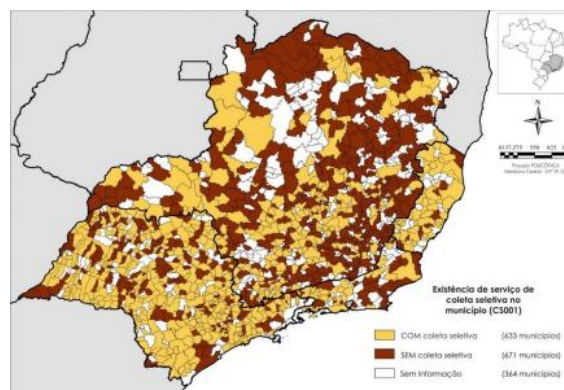 N
Existência de serviço de
coleta seletiva no
município (CS001)
COM coleta seletiva (633 municípios)
SEM coleta seletiva (671 municípios)
Sem Informação (364 municípios)